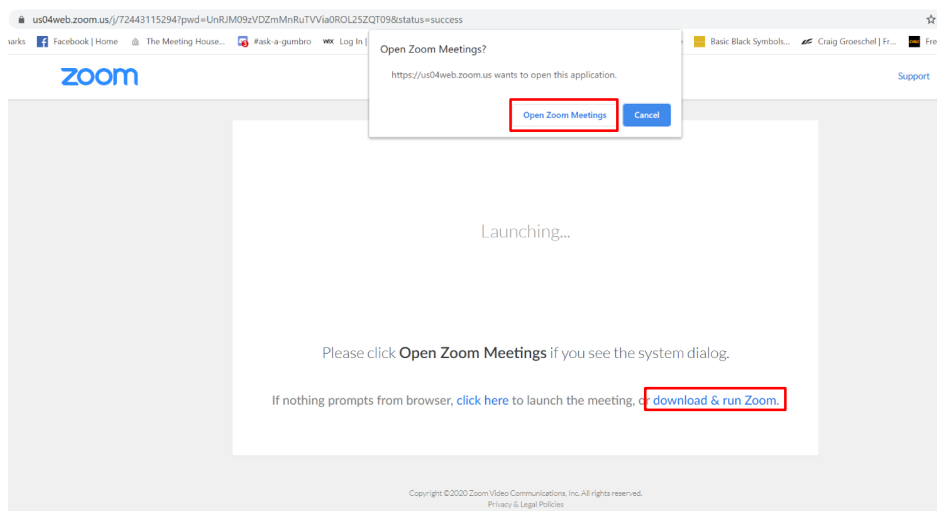 us04web.zoom.us/j/72443115294?pwd=UnRJM09zVDZmMnRuTVVia0ROL25ZQT09&status=success
arks Facebook | Home The Meeting House... #ask-a-gumbro WIX Log In | Basic Black Symbols... Craig Groeschel | Fr... Fre
Open Zoom Meetings?
https://us04web.zoom.us wants to open this application.
Open Zoom Meetings Cancel
zoom Support
Launching...
Please click Open Zoom Meetings if you see the system dialog.
If nothing prompts from browser, click here to launch the meeting, or download & run Zoom.
Copyright ©2020 Zoom Video Communications, Inc. All rights reserved.
Privacy & Legal Policies